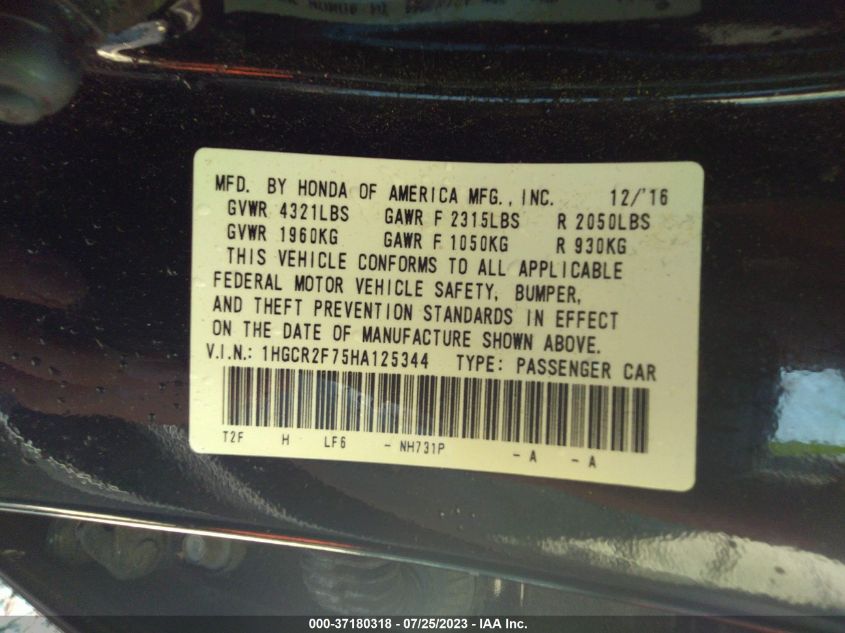 MFD. BY HONDA OF AMERICA MFG., INC. 12/'16
GVWR 4321LBS GAWR F 2315LBS R 2050LBS
GVWR 1960KG GAWR F 1050KG R 930KG
THIS VEHICLE CONFORMS TO ALL APPLICABLE
FEDERAL MOTOR VEHICLE SAFETY, BUMPER,
AND THEFT PREVENTION STANDARDS IN EFFECT
ON THE DATE OF MANUFACTURE SHOWN ABOVE.
V.I.N.: 1HGCR2F75HA125344 TYPE: PASSENGER CAR
T2F H LF6 - NH731P - A - A
000-37180318 / 07/25/2023 - IAA Inc.